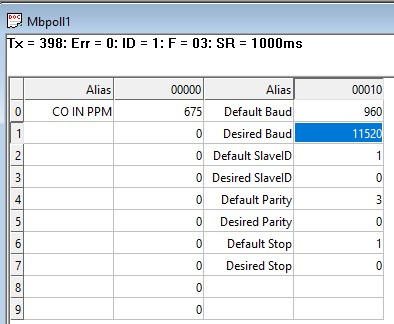 Mbpoll1
Tx = 398: Err = 0: ID = 1: F = 03: SR = 1000ms
Alias 00000 Alias 00010
0 CO IN PPM 675 Default Baud 960
1 0 Desired Baud 11520
2 0 Default SlaveID 1
3 0 Desired SlaveID 0
4 0 Default Parity 3
5 0 Desired Parity 0
6 0 Default Stop 1
7 0 Desired Stop 0
8 0
9 0